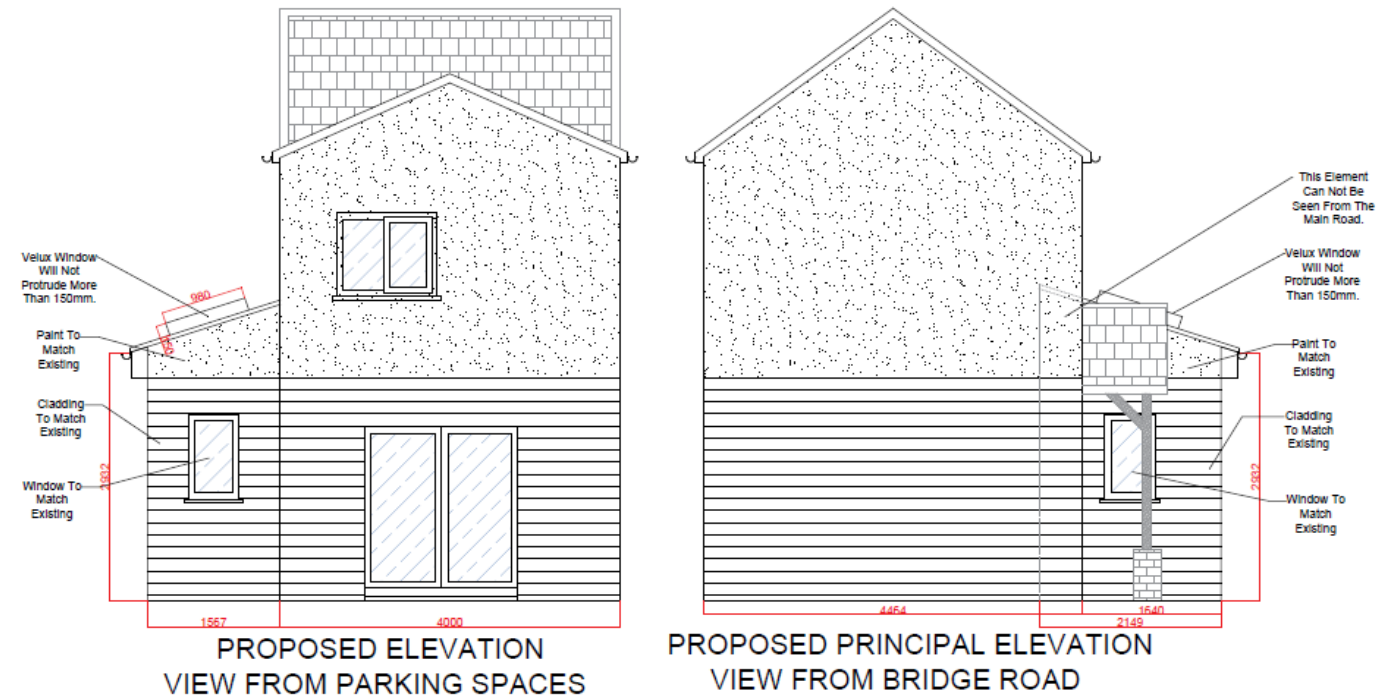 Velux Window
Will Not
Protrude More
Than 150mm.
980
Paint To
Match
Existing
Cladding
To Match
Existing
2932
Window To
Match
Existing
1567
4000
PROPOSED ELEVATION
VIEW FROM PARKING SPACES
This Element
Can Not Be
Seen From The
Main Road.
Velux Window
Will Not
Protrude More
Than 150mm.
Paint To
Match
Existing
Cladding
To Match
Existing
2932
Window To
Match
Existing
4464
1640
2149
PROPOSED PRINCIPAL ELEVATION
VIEW FROM BRIDGE ROAD